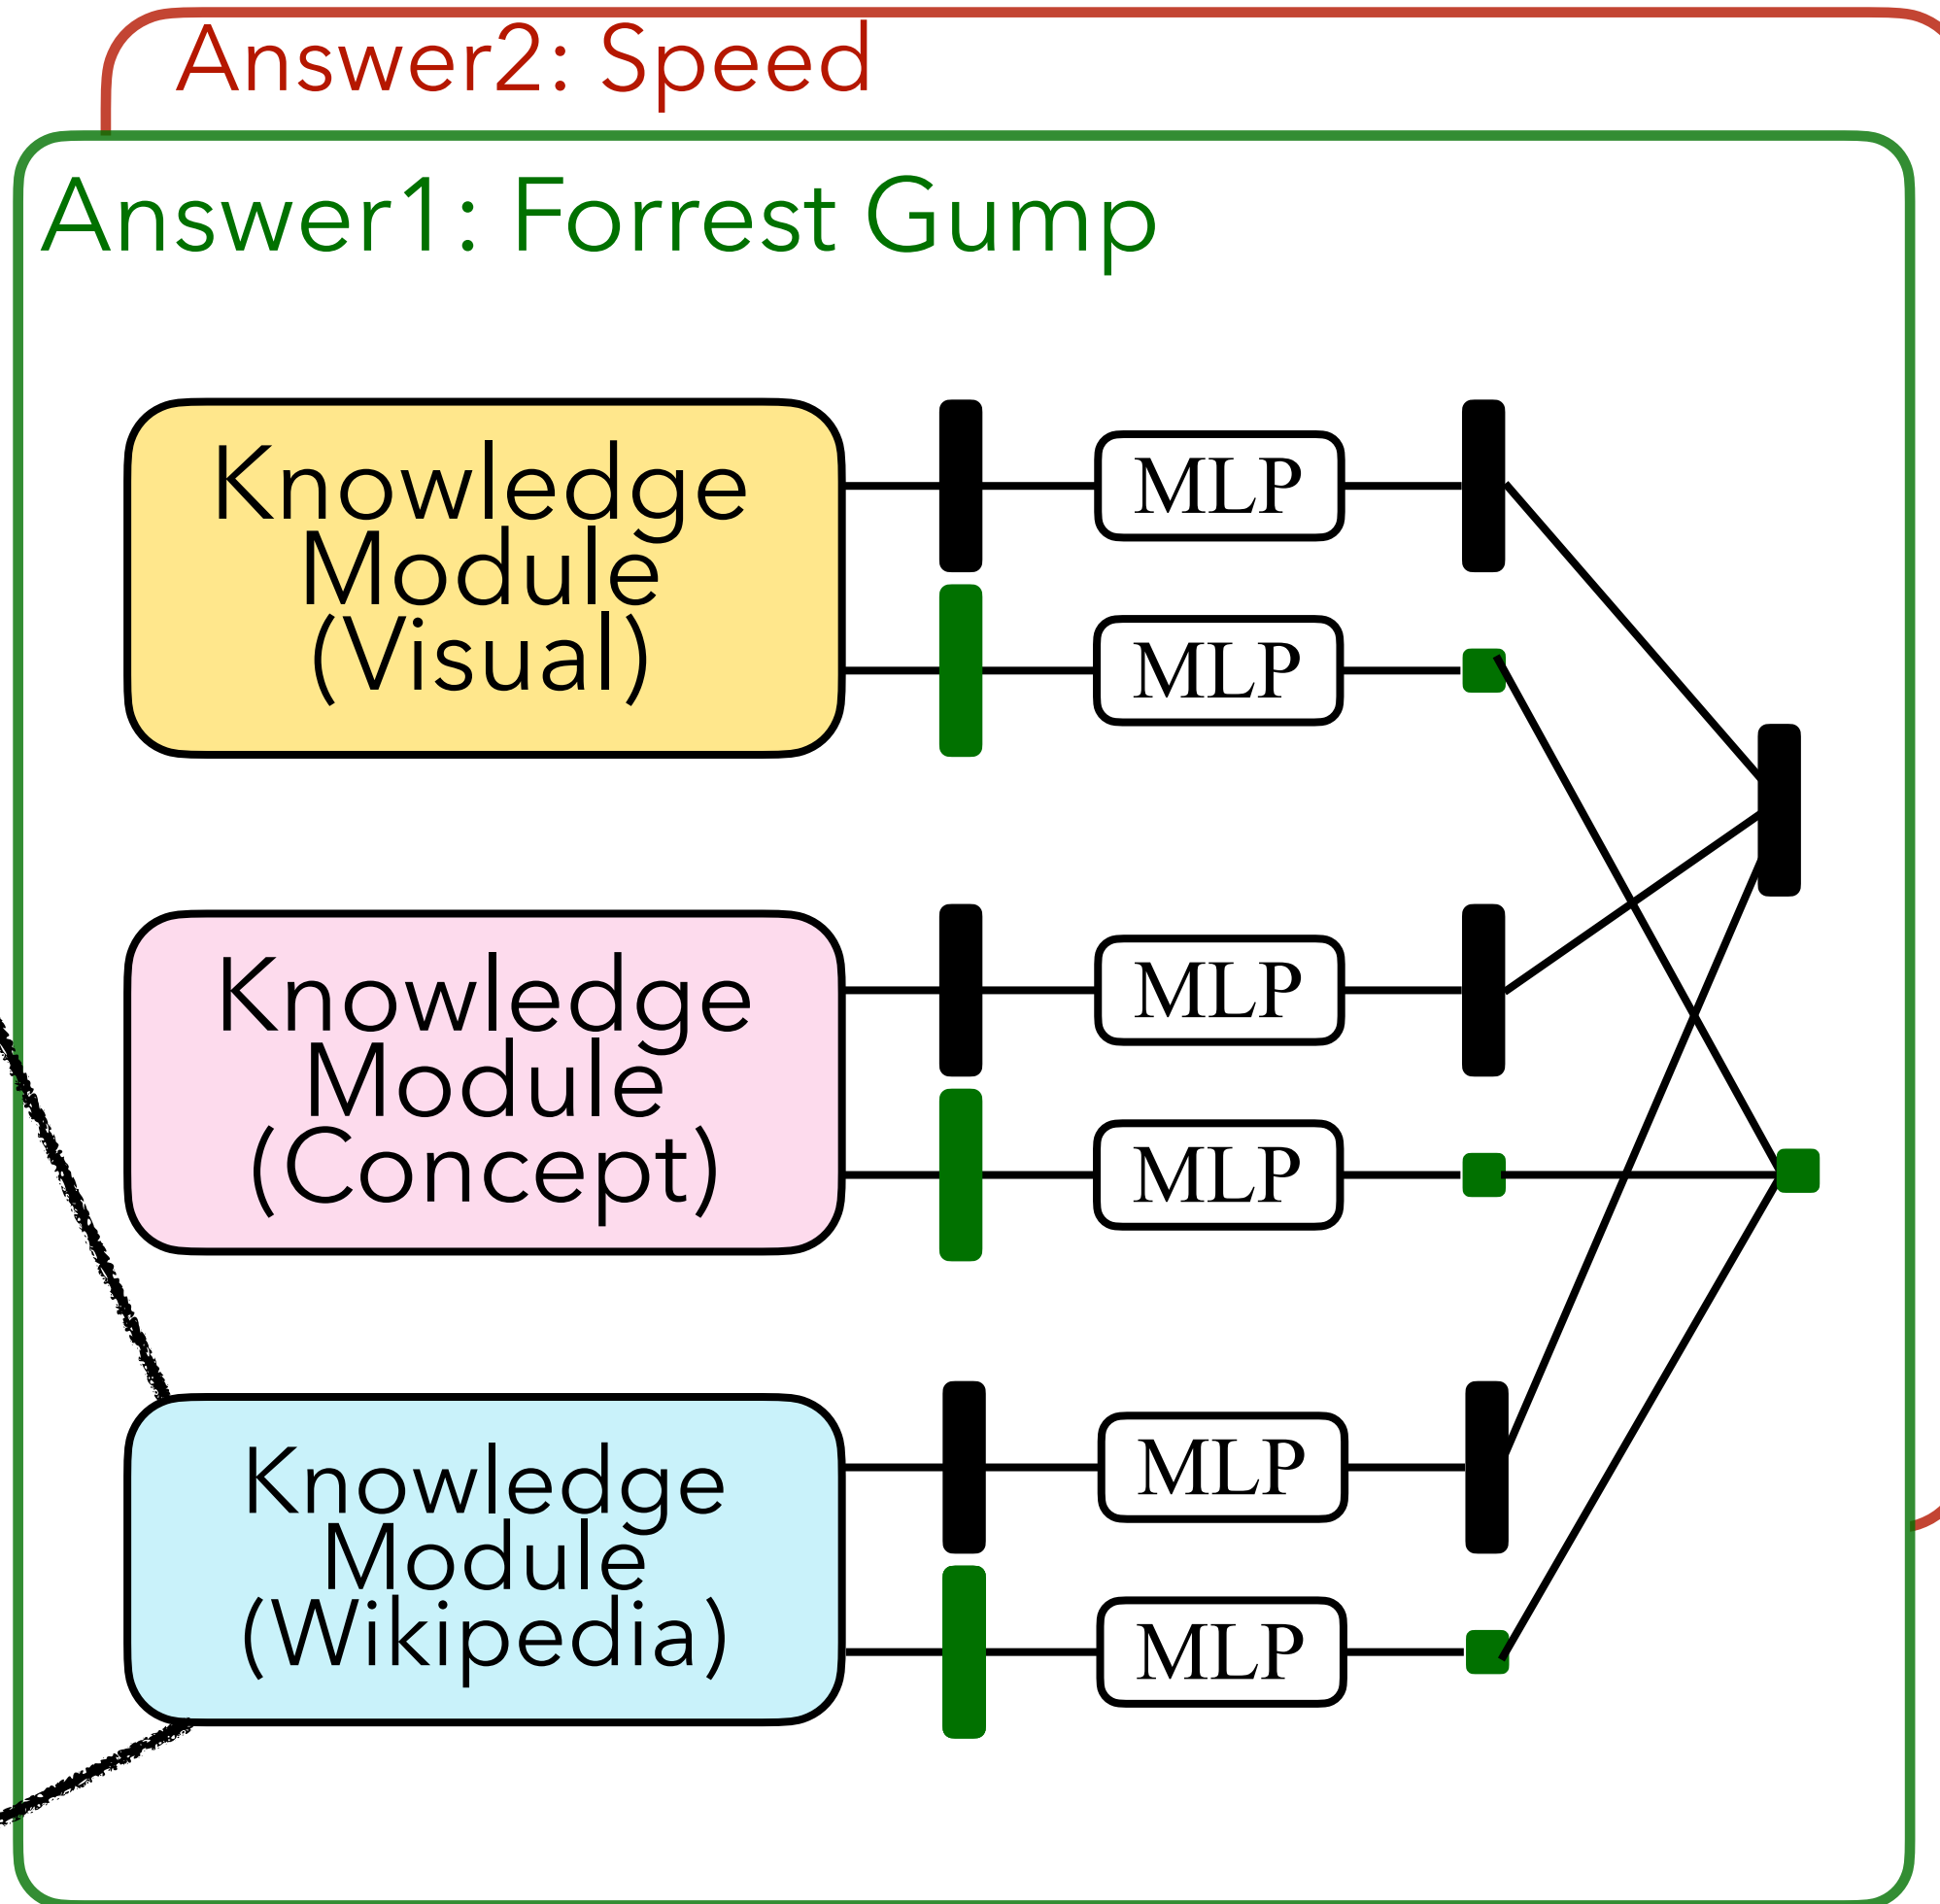 Answer2: Speed
Answer1: Forrest Gump
Knowledge
Module
(Visual)
MLP
MLP
Knowledge
Module
(Concept)
MLP
MLP
Knowledge
Module
(Wikipedia)
MLP
MLP